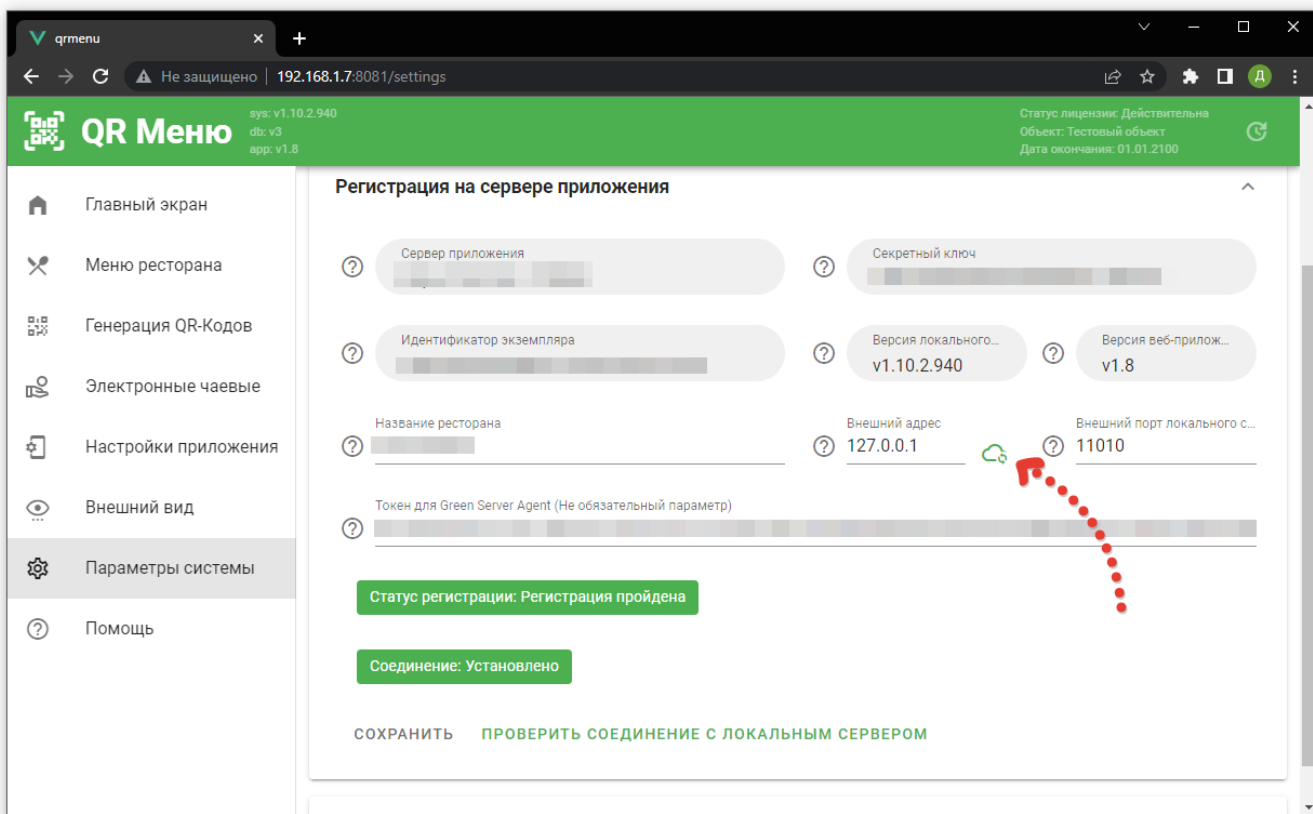 qrmenu
Не защищено 192.168.1.7:8081/settings
Д
QR Меню
sys: v1.10.2.940
db: v3
app: v1.8
Статус лицензии: Действительна
Объект: Тестовый объект
Дата окончания: 01.01.2100
Главный экран
Меню ресторана
Генерация QR-Кодов
Электронные чаевые
Настройки приложения
Внешний вид
Параметры системы
Помощь
Регистрация на сервере приложения
Сервер приложения
Секретный ключ
Идентификатор экземпляра
Версия локального...
v1.10.2.940
Версия веб-прилож...
v1.8
Название ресторана
Внешний адрес
127.0.0.1
Внешний порт локального с...
11010
Токен для Green Server Agent (Не обязательный параметр)
Статус регистрации: Регистрация пройдена
Соединение: Установлено
СОХРАНИТЬ
ПРОВЕРИТЬ СОЕДИНЕНИЕ С ЛОКАЛЬНЫМ СЕРВЕРОМ